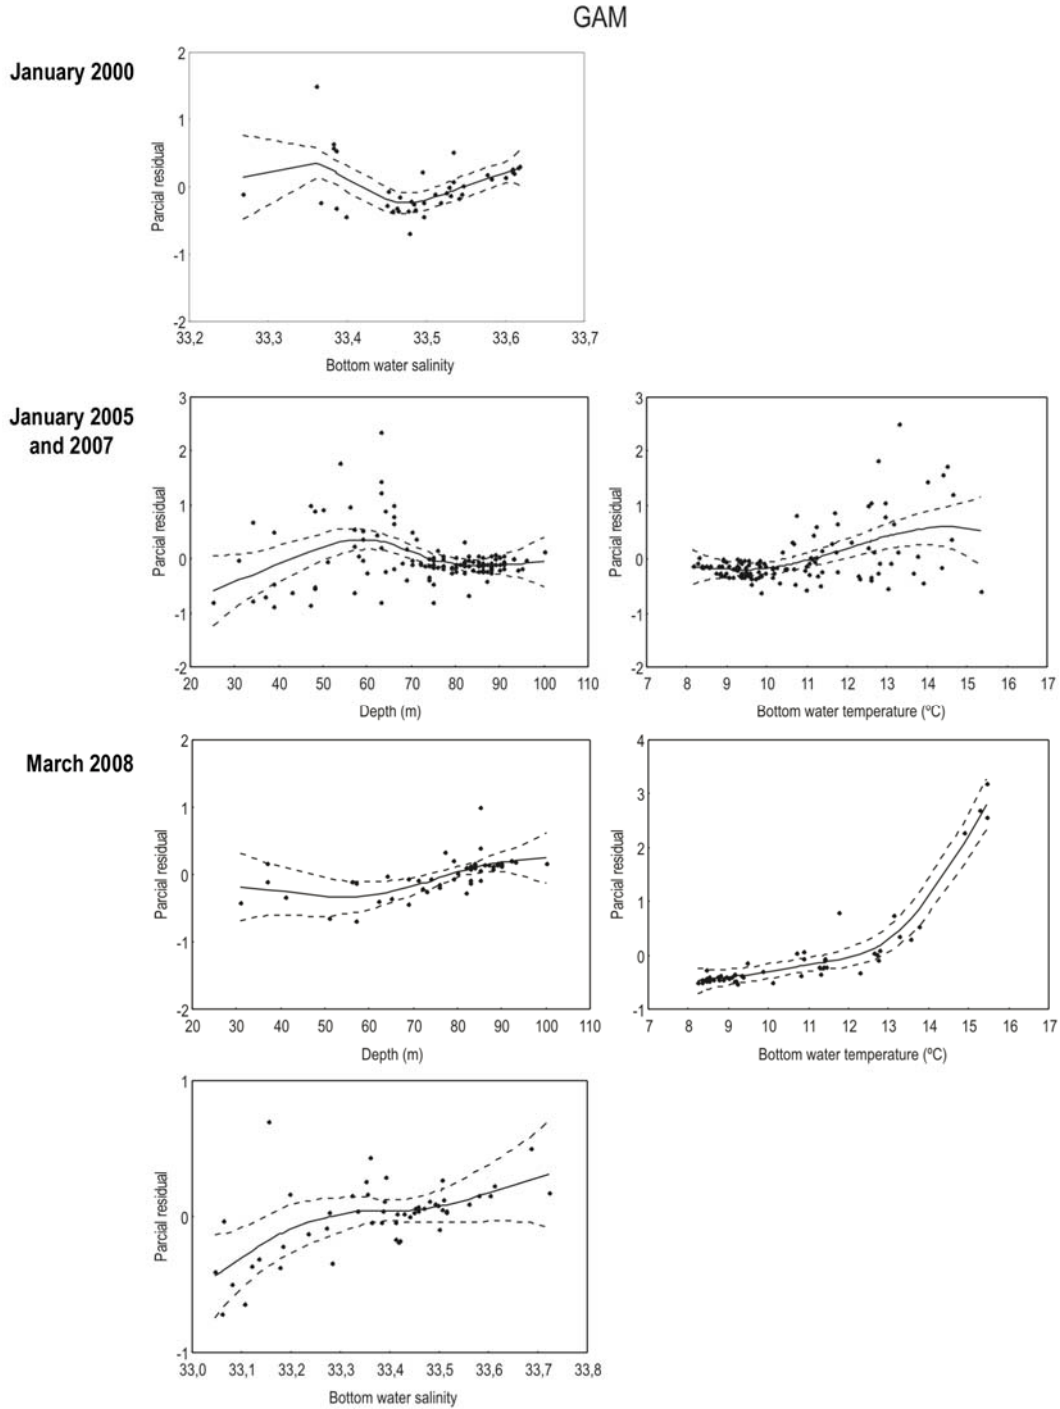 GAM
January 2000
Parcial residual
2
1
0
-1
-2
33,2 33,3 33,4 33,5 33,6 33,7
Bottom water salinity
January 2005
and 2007
Parcial residual
3
2
1
0
-1
-2
20 30 40 50 60 70 80 90 100 110
Depth (m)
Parcial residual
3
2
1
0
-1
-2
7 8 9 10 11 12 13 14 15 16 17
Bottom water temperature (ºC)
March 2008
Parcial residual
2
1
0
-1
-2
20 30 40 50 60 70 80 90 100 110
Depth (m)
Parcial residual
4
3
2
1
0
-1
7 8 9 10 11 12 13 14 15 16 17
Bottom water temperature (ºC)
Parcial residual
1
0
-1
33,0 33,1 33,2 33,3 33,4 33,5 33,6 33,7 33,8
Bottom water salinity